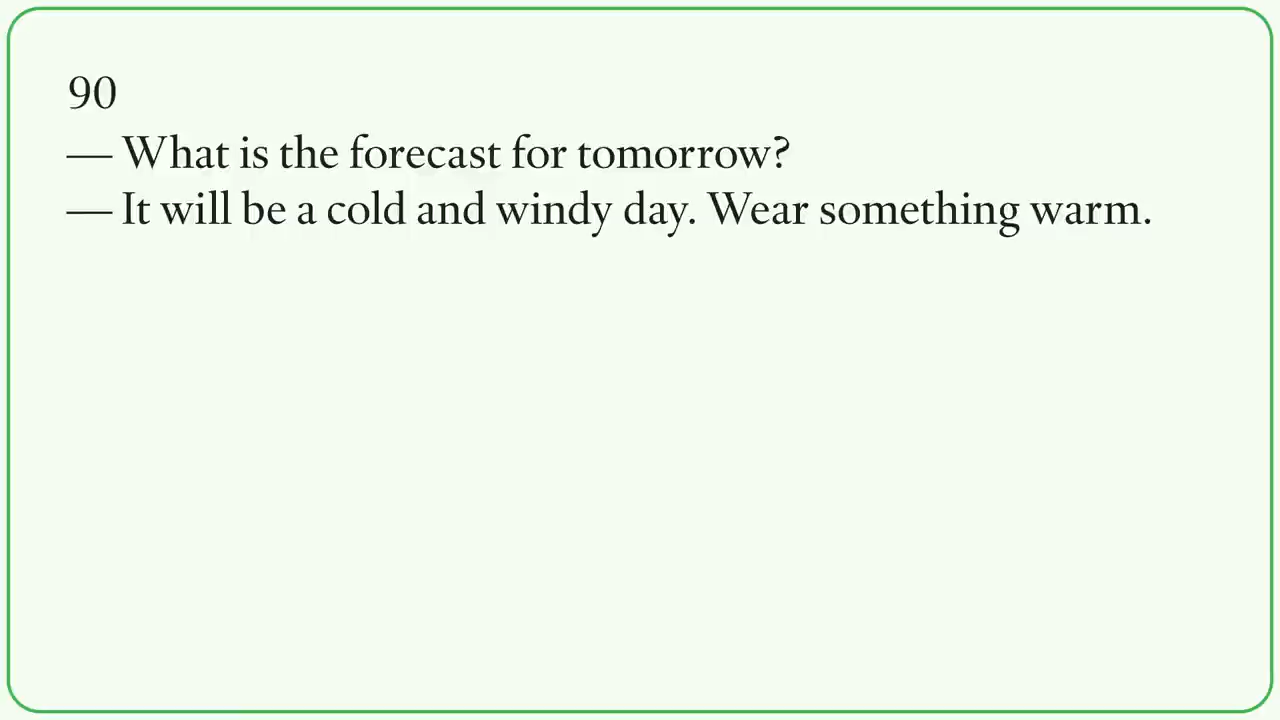 90
— What is the forecast for tomorrow?
— It will be a cold and windy day. Wear something warm.